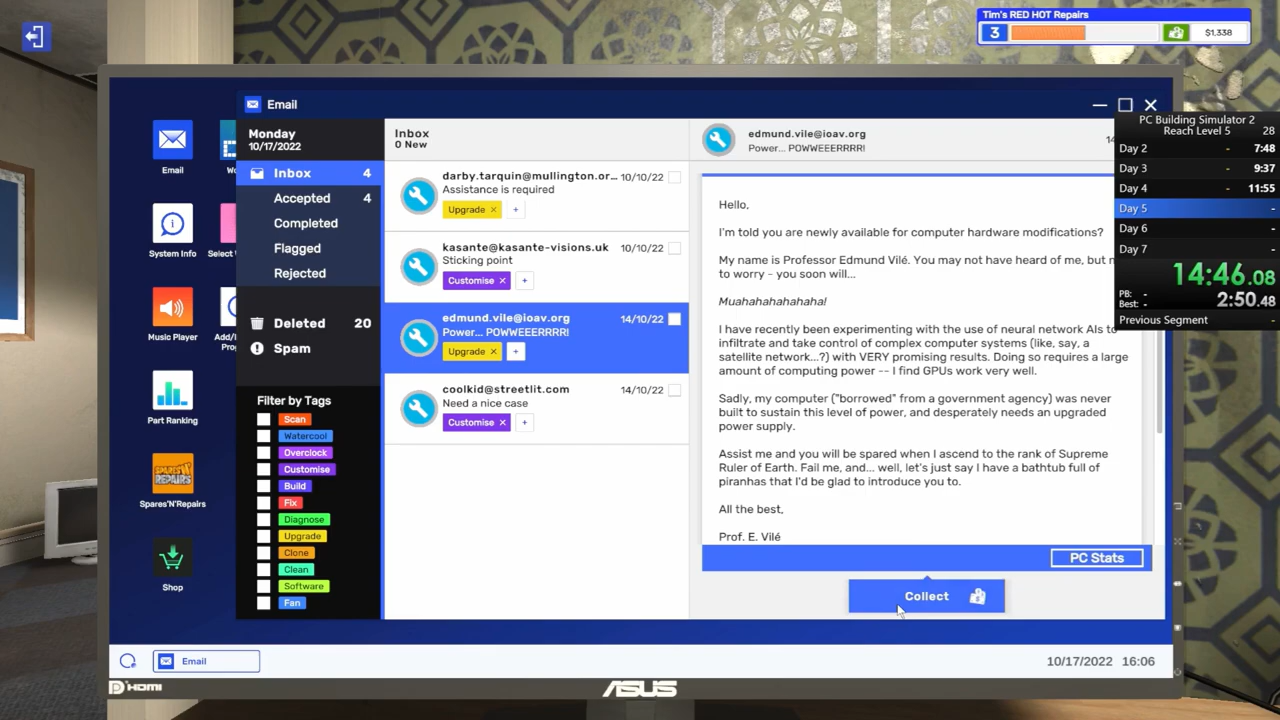 Tim's RED HOT Repairs
3
$1,338
Email
Monday
10/17/2022
Inbox 4
Accepted 4
Completed
Flagged
Rejected
Deleted 20
Spam
Filter by Tags
Scan
Watercool
Overclock
Customise
Build
Fix
Diagnose
Upgrade
Clone
Clean
Software
Fan
Email
System Info
Music Player
Part Ranking
Spares'N'Repairs
Shop
Select
Add/
Inbox
0 New
darby.tarquin@mullington.or... 10/10/22
Assistance is required
Upgrade × +
kasante@kasante-visions.uk 10/10/22
Sticking point
Customise × +
edmund.vile@ioav.org 14/10/22
Power... POWWEEERRRR!
Upgrade × +
coolkid@streetlit.com 14/10/22
Need a nice case
Customise × +
edmund.vile@ioav.org
Power... POWWEEERRRR!
Hello,
I'm told you are newly available for computer hardware modifications?
My name is Professor Edmund Vilé. You may not have heard of me, but
to worry - you soon will...
Muahahahahahaha!
I have recently been experimenting with the use of neural network AIs to
infiltrate and take control of complex computer systems (like, say, a
satellite network...?) with VERY promising results. Doing so requires a large
amount of computing power -- I find GPUs work very well.
Sadly, my computer ("borrowed" from a government agency) was never
built to sustain this level of power, and desperately needs an upgraded
power supply.
Assist me and you will be spared when I ascend to the rank of Supreme
Ruler of Earth. Fail me, and... well, let's just say I have a bathtub full of
piranhas that I'd be glad to introduce you to.
All the best,
Prof. E. Vilé
PC Stats
Collect
PC Building Simulator 2
Reach Level 5 28
Day 2 - 7:48
Day 3 - 9:37
Day 4 - 11:55
Day 5 -
Day 6 -
Day 7 -
14:46.08
PB: -
Best: - 2:50.48
Previous Segment -
Email
10/17/2022 16:06
HDMI
ASUS